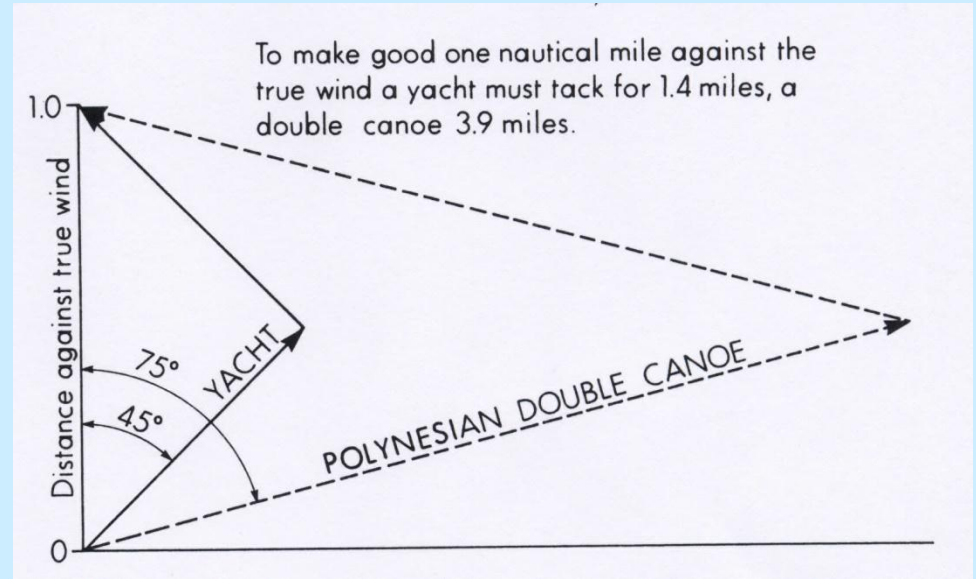 To make good one nautical mile against the
true wind a yacht must tack for 1.4 miles, a
double canoe 3.9 miles.
1.0
Distance against true wind
75°
45°
YACHT
POLYNESIAN DOUBLE CANOE
0